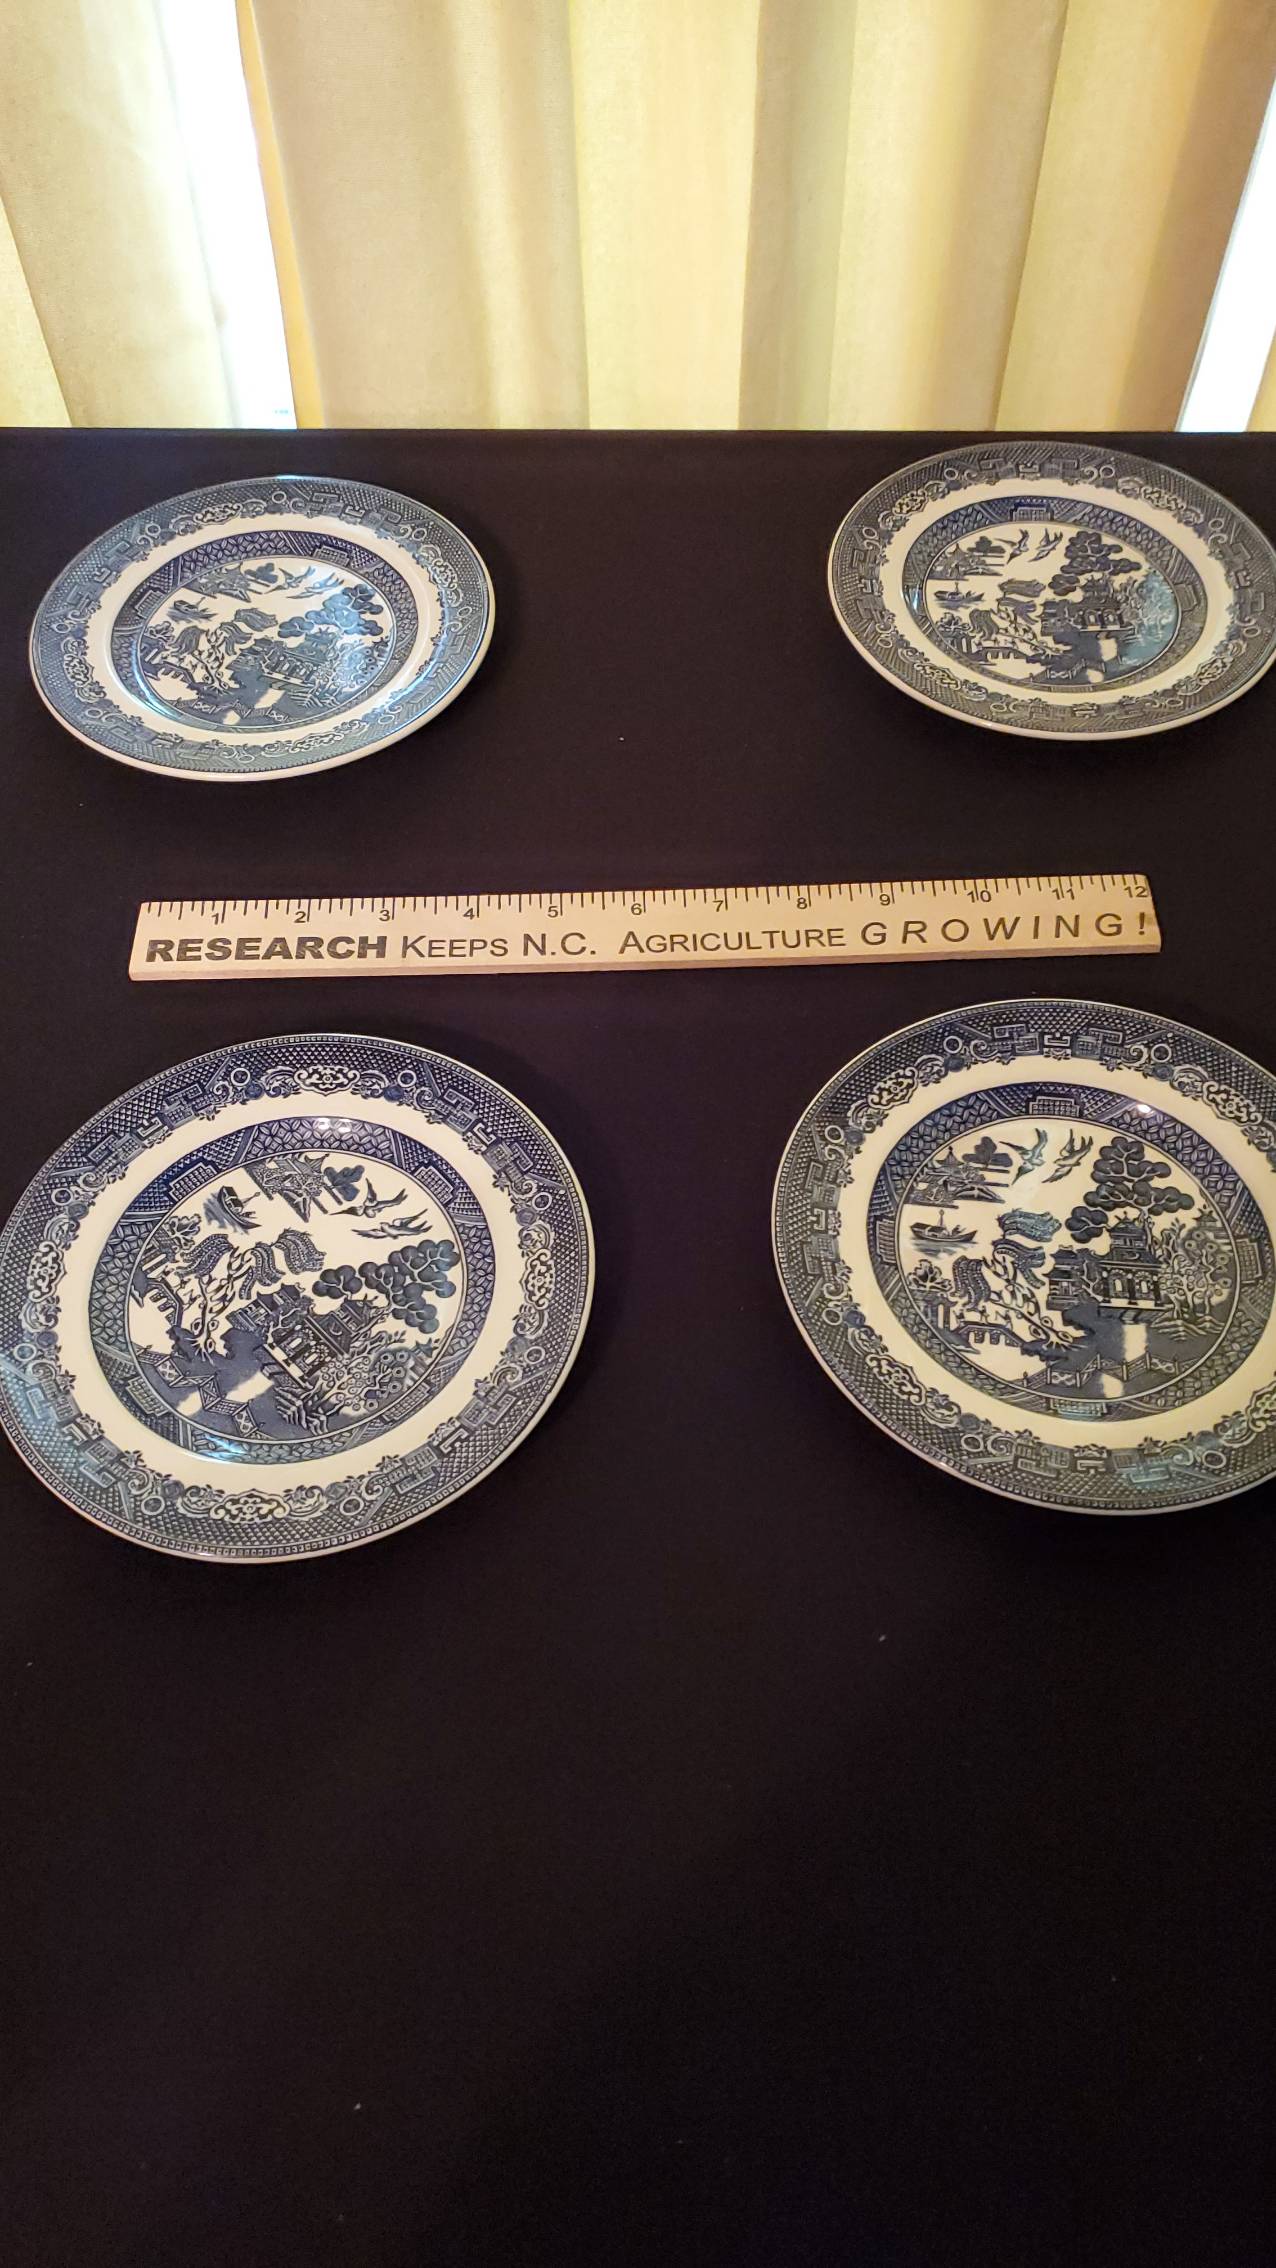 1 2 3 4 5 6 7 8 9 10 11 12
RESEARCH KEEPS N.C. AGRICULTURE GROWING!